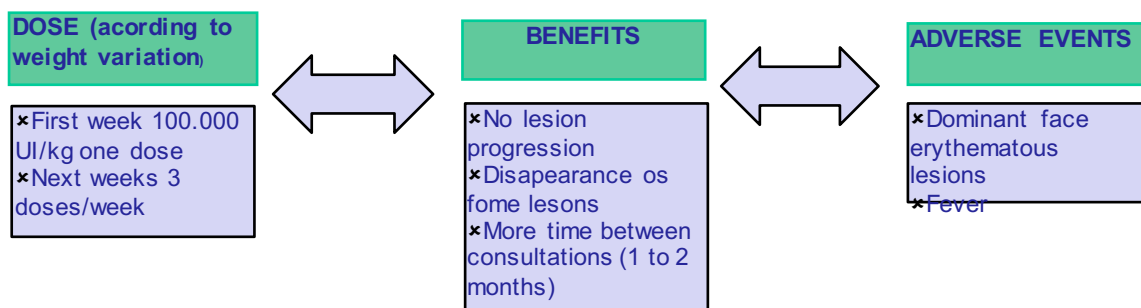 DOSE (acording to
weight variation)
×First week 100.000
UI/kg one dose
×Next weeks 3
doses/week
BENEFITS
×No lesion
progression
×Disapearance os
fome lesons
×More time between
consultations (1 to 2
months)
ADVERSE EVENTS
×Dominant face
erythematous
lesions
×Fever